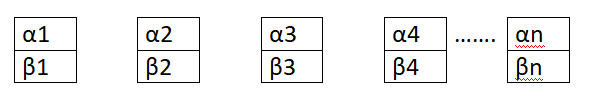 α1 α2 α3 α4 ....... αn
β1 β2 β3 β4 βn